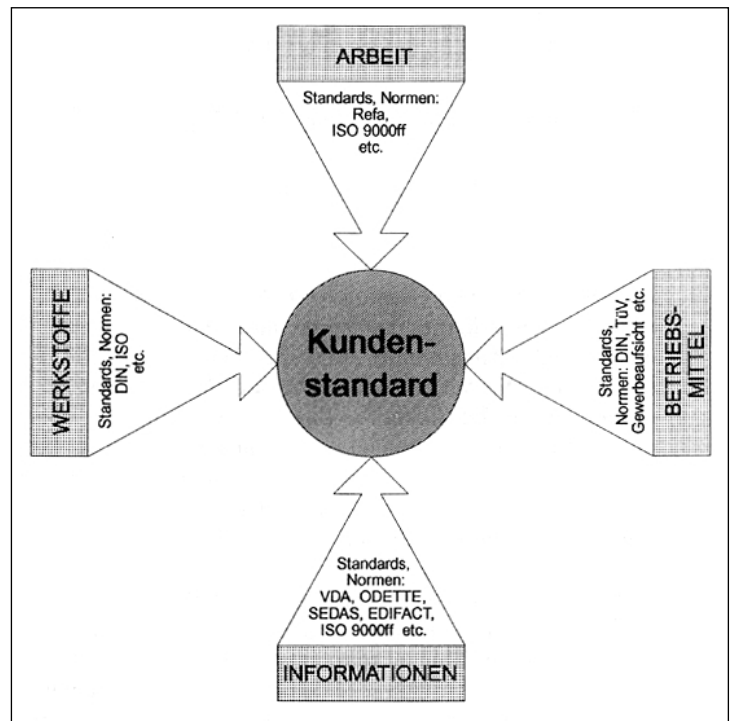 ARBEIT
Standards, Normen:
Refa,
ISO 9000ff
etc.
WERKSTOFFE
Standards, Normen:
DIN, ISO
etc.
Kunden-
standard
Standards,
Normen: DIN, TüV,
Gewerbeaufsicht etc.
BETRIEBS-
MITTEL
Standards,
Normen:
VDA, ODETTE,
SEDAS, EDIFACT,
ISO 9000ff etc.
INFORMATIONEN